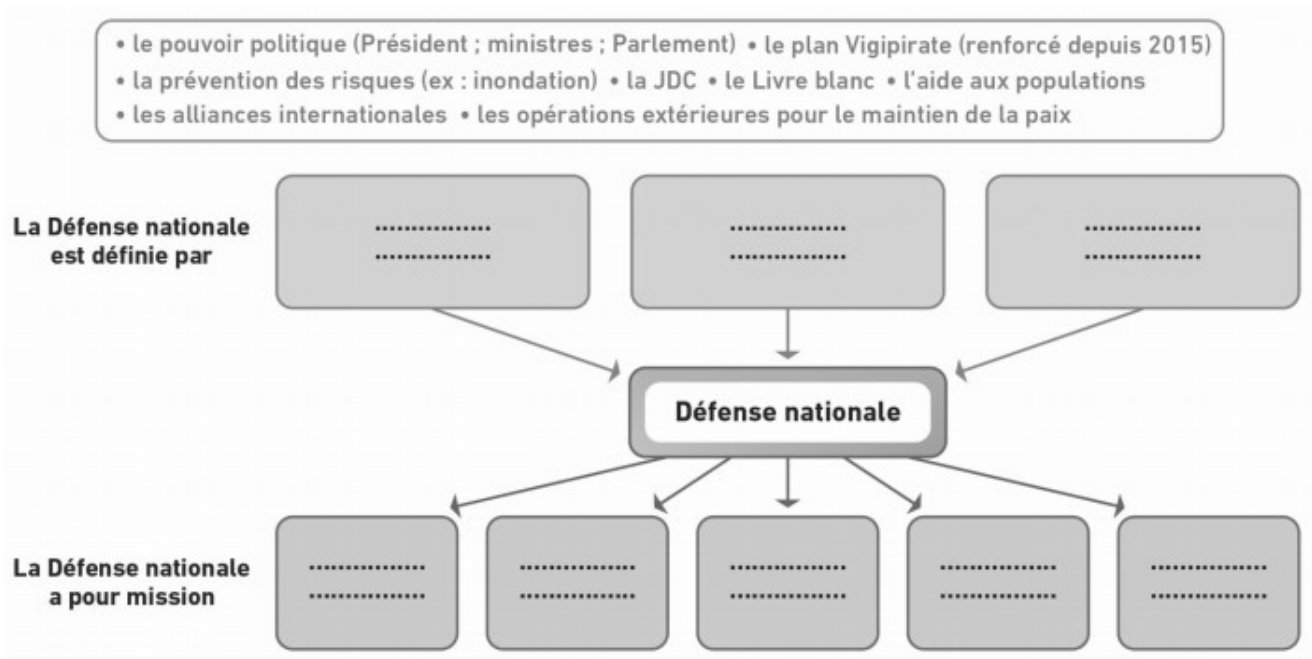 • le pouvoir politique (Président ; ministres ; Parlement) • le plan Vigipirate (renforcé depuis 2015)
• la prévention des risques (ex : inondation) • la JDC • le Livre blanc • l'aide aux populations
• les alliances internationales • les opérations extérieures pour le maintien de la paix
La Défense nationale
est définie par
................ ................ ................
................ ................ ................
Défense nationale
La Défense nationale
a pour mission
................ ................ ................ ................ ................
................ ................ ................ ................ ................